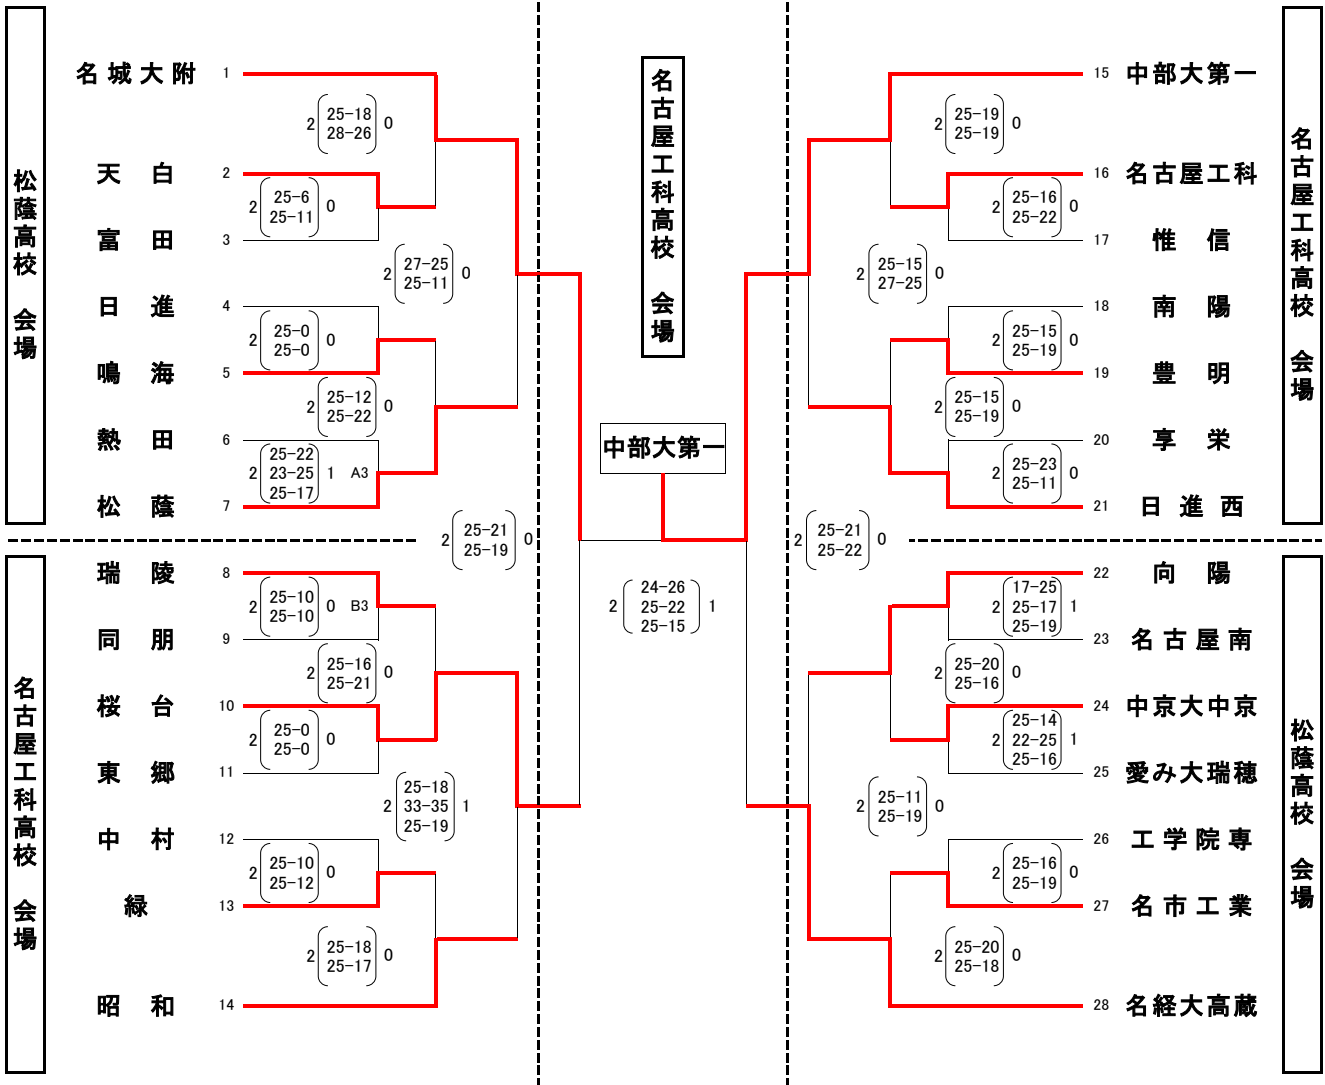 松蔭高校　会場
名城大附 1
2 25-18 0
28-26
天白 2
2 25-6 0
25-11
富田 3
2 27-25 0
25-11
日進 4
2 25-0 0
25-0
鳴海 5
2 25-12 0
25-22
熱田 6
25-22
2 23-25 1 A3
25-17
松蔭 7
2 25-21 0
25-19
名古屋工科高校　会場
瑞陵 8
2 25-10 0 B3
25-10
同朋 9
2 25-16 0
25-21
桜台 10
2 25-0 0
25-0
東郷 11
25-18
2 33-35 1
25-19
中村 12
2 25-10 0
25-12
緑 13
2 25-18 0
25-17
昭和 14
名古屋工科高校　会場
中部大第一
24-26
2 25-22 1
25-15
名古屋工科高校　会場
15 中部大第一
2 25-19 0
25-19
16 名古屋工科
2 25-16 0
25-22
17 惟信
2 25-15 0
27-25
18 南陽
2 25-15 0
25-19
19 豊明
2 25-15 0
25-19
20 享栄
2 25-23 0
25-11
21 日進西
2 25-21 0
25-22
松蔭高校　会場
22 向陽
17-25
2 25-17 1
25-19
23 名古屋南
2 25-20 0
25-16
24 中京大中京
25-14
2 22-25 1
25-16
25 愛み大瑞穂
2 25-11 0
25-19
26 工学院専
2 25-16 0
25-19
27 名市工業
2 25-20 0
25-18
28 名経大高蔵